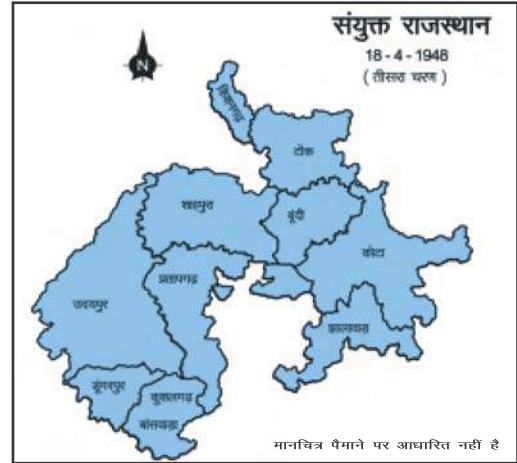 संयुक्त राजस्थान
18-4-1948
( तीसरा चरण )
N
किशनगढ़
टोंक
शाहपुरा
बूंदी
कोटा
प्रतापगढ़
उदयपुर
झालावाड़
डूंगरपुर
कुशलगढ़
बांसवाड़ा
मानचित्र पैमाने पर आधारित नहीं है